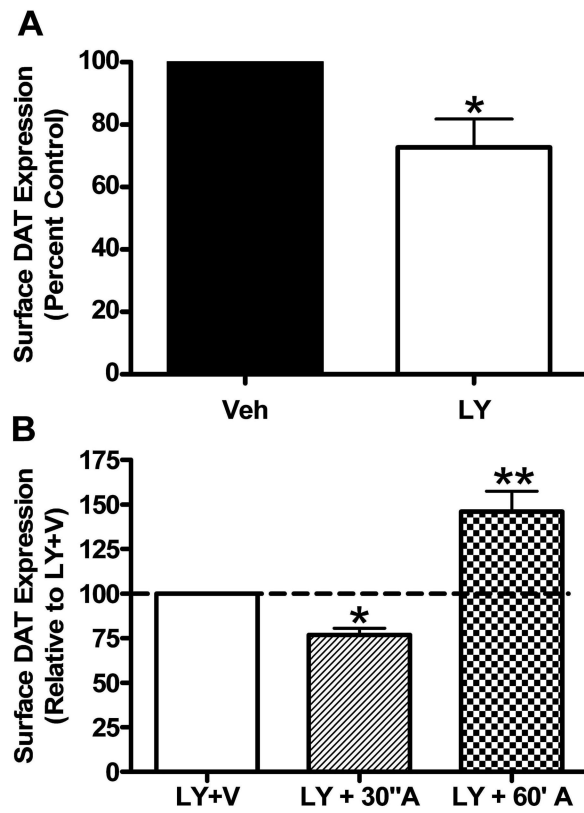 A
Surface DAT Expression
(Percent Control)
100
80
60
40
20
0
*
Veh
LY
B
Surface DAT Expression
(Relative to LY+V)
175
150
125
100
75
50
25
0
*
**
LY+V
LY + 30"A
LY + 60' A